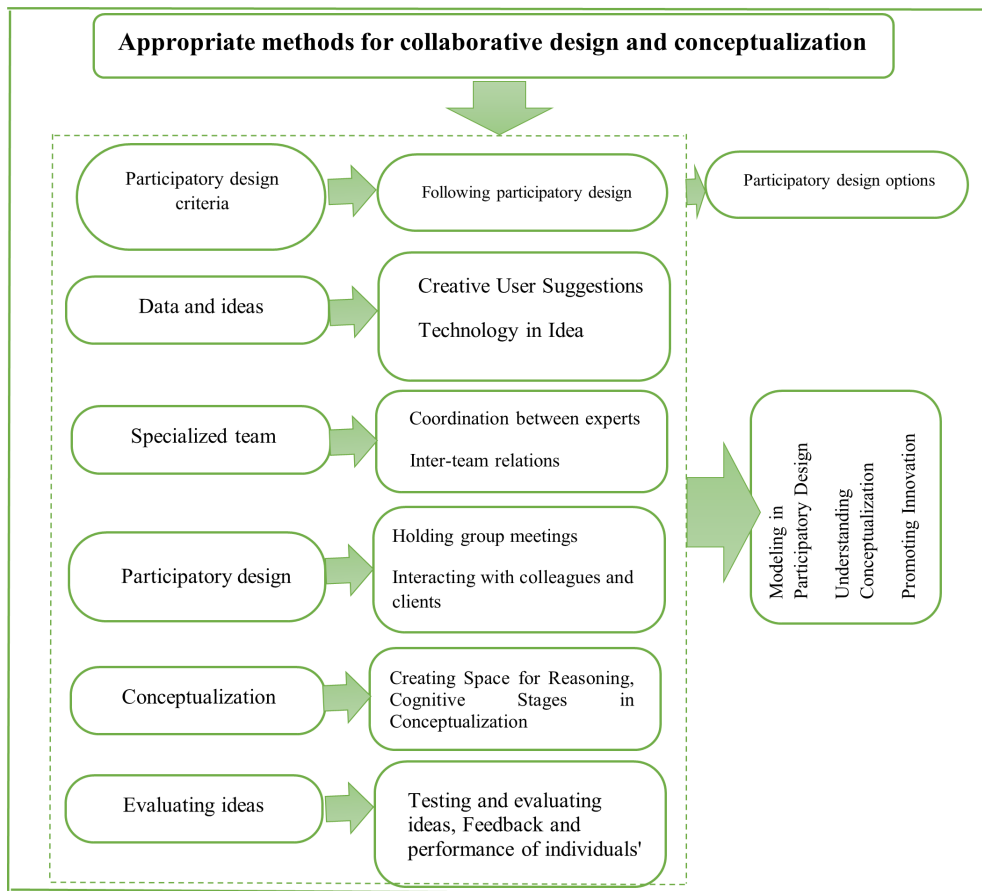 Appropriate methods for collaborative design and conceptualization
Participatory design
criteria
Following participatory design
Participatory design options
Data and ideas
Creative User Suggestions
Technology in Idea
Specialized team
Coordination between experts
Inter-team relations
Participatory design
Holding group meetings
Interacting with colleagues and
clients
Conceptualization
Creating Space for Reasoning,
Cognitive Stages in
Conceptualization
Evaluating ideas
Testing and evaluating
ideas, Feedback and
performance of individuals'
Modeling in
Participatory Design
Understanding
Conceptualization
Promoting Innovation